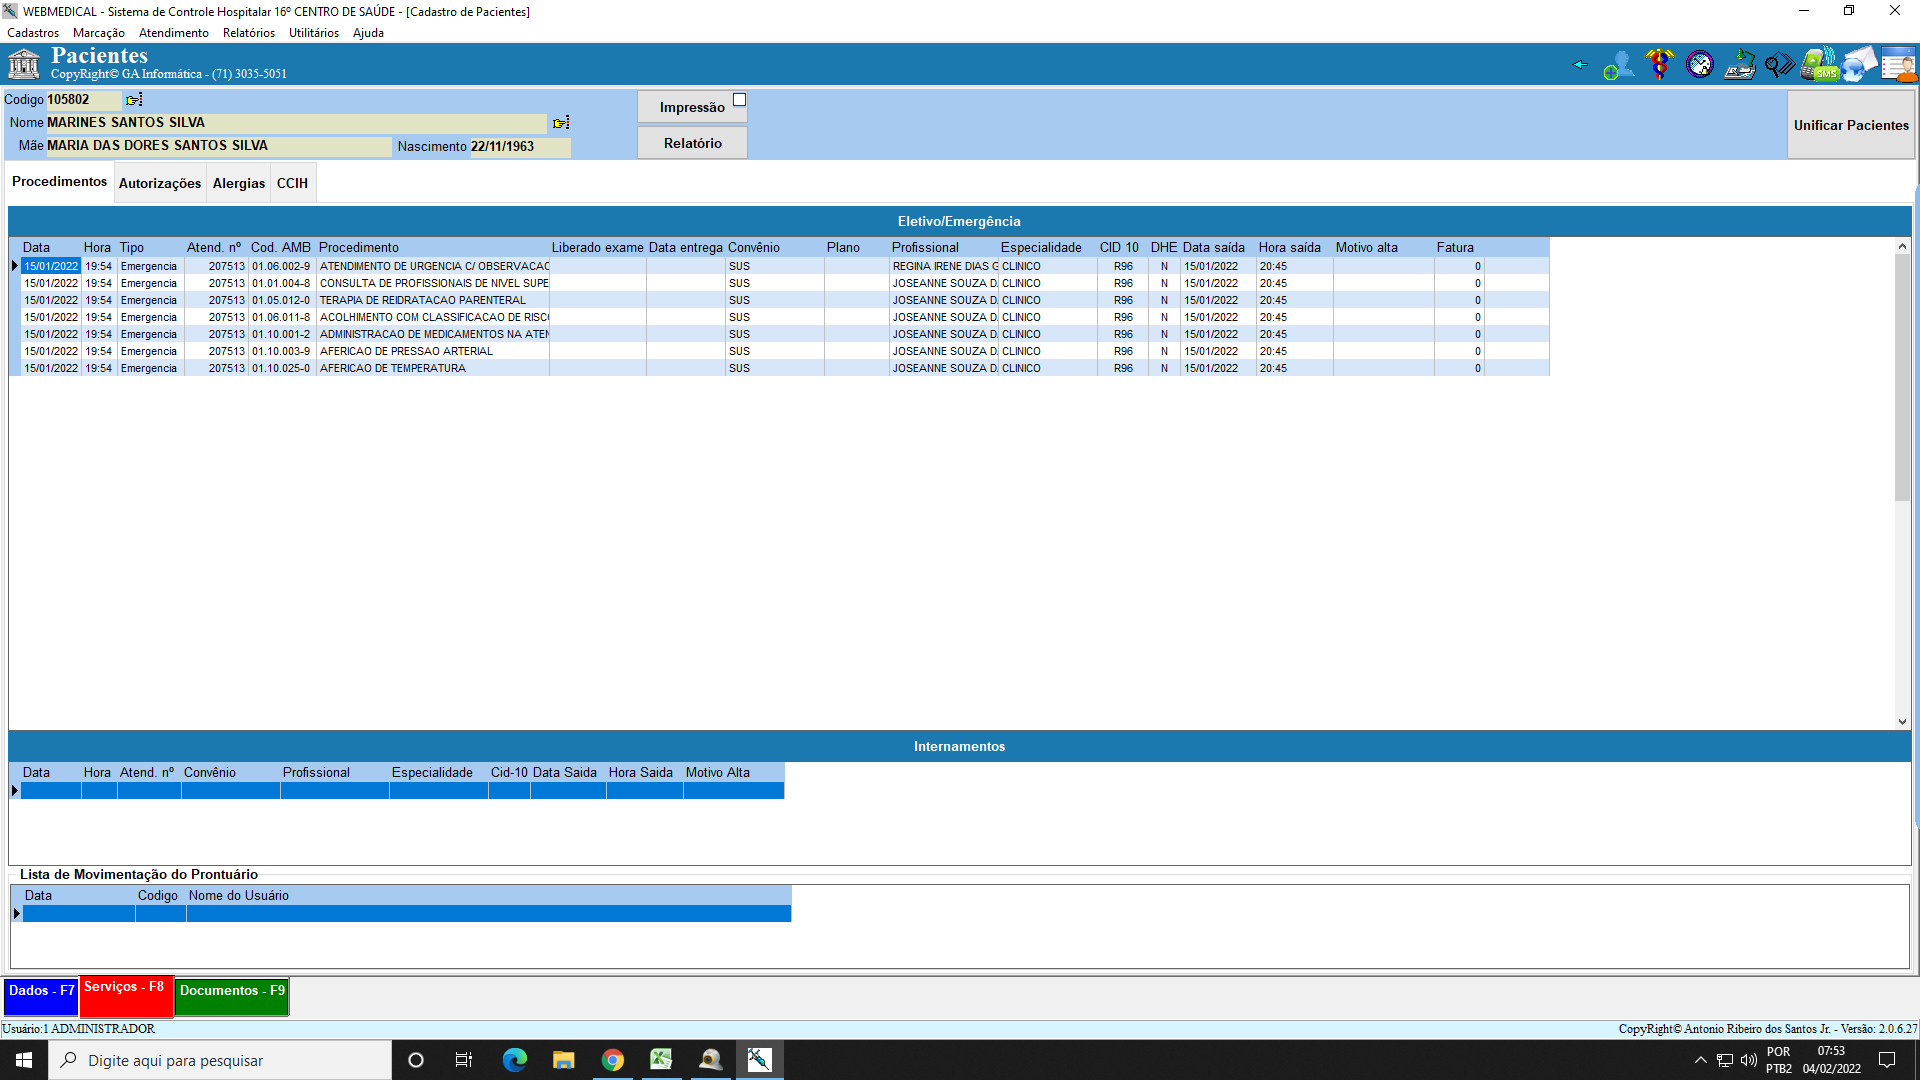 WEBMEDICAL - Sistema de Controle Hospitalar 16º CENTRO DE SAÚDE - [Cadastro de Pacientes]
Cadastros Marcação Atendimento Relatórios Utilitários Ajuda
Pacientes
CopyRight© GA Informática - (71) 3035-5051
SMS
Codigo 105802
Nome MARINES SANTOS SILVA
Mãe MARIA DAS DORES SANTOS SILVA Nascimento 22/11/1963
Impressão
Relatório
Unificar Pacientes
Procedimentos Autorizações Alergias CCIH
Eletivo/Emergência
Data Hora Tipo Atend. nº Cod. AMB Procedimento Liberado exame Data entrega Convênio Plano Profissional Especialidade CID 10 DHE Data saída Hora saída Motivo alta Fatura
15/01/2022 19:54 Emergencia 207513 01.06.002-9 ATENDIMENTO DE URGENCIA C/ OBSERVACAO SUS REGINA IRENE DIAS G CLINICO R96 N 15/01/2022 20:45 0
15/01/2022 19:54 Emergencia 207513 01.01.004-8 CONSULTA DE PROFISSIONAIS DE NIVEL SUPE SUS JOSEANNE SOUZA D. CLINICO R96 N 15/01/2022 20:45 0
15/01/2022 19:54 Emergencia 207513 01.05.012-0 TERAPIA DE REIDRATACAO PARENTERAL SUS JOSEANNE SOUZA D. CLINICO R96 N 15/01/2022 20:45 0
15/01/2022 19:54 Emergencia 207513 01.06.011-8 ACOLHIMENTO COM CLASSIFICACAO DE RISCO SUS JOSEANNE SOUZA D. CLINICO R96 N 15/01/2022 20:45 0
15/01/2022 19:54 Emergencia 207513 01.10.001-2 ADMINISTRACAO DE MEDICAMENTOS NA ATEN SUS JOSEANNE SOUZA D. CLINICO R96 N 15/01/2022 20:45 0
15/01/2022 19:54 Emergencia 207513 01.10.003-9 AFERICAO DE PRESSAO ARTERIAL SUS JOSEANNE SOUZA D. CLINICO R96 N 15/01/2022 20:45 0
15/01/2022 19:54 Emergencia 207513 01.10.025-0 AFERICAO DE TEMPERATURA SUS JOSEANNE SOUZA D. CLINICO R96 N 15/01/2022 20:45 0
Internamentos
Data Hora Atend. nº Convênio Profissional Especialidade Cid-10 Data Saida Hora Saida Motivo Alta
Lista de Movimentação do Prontuário
Data Codigo Nome do Usuário
Dados - F7 Serviços - F8 Documentos - F9
Usuário:1 ADMINISTRADOR CopyRight© Antonio Ribeiro dos Santos Jr. - Versão: 2.0.6.27
Digite aqui para pesquisar
POR 07:53
PTB2 04/02/2022